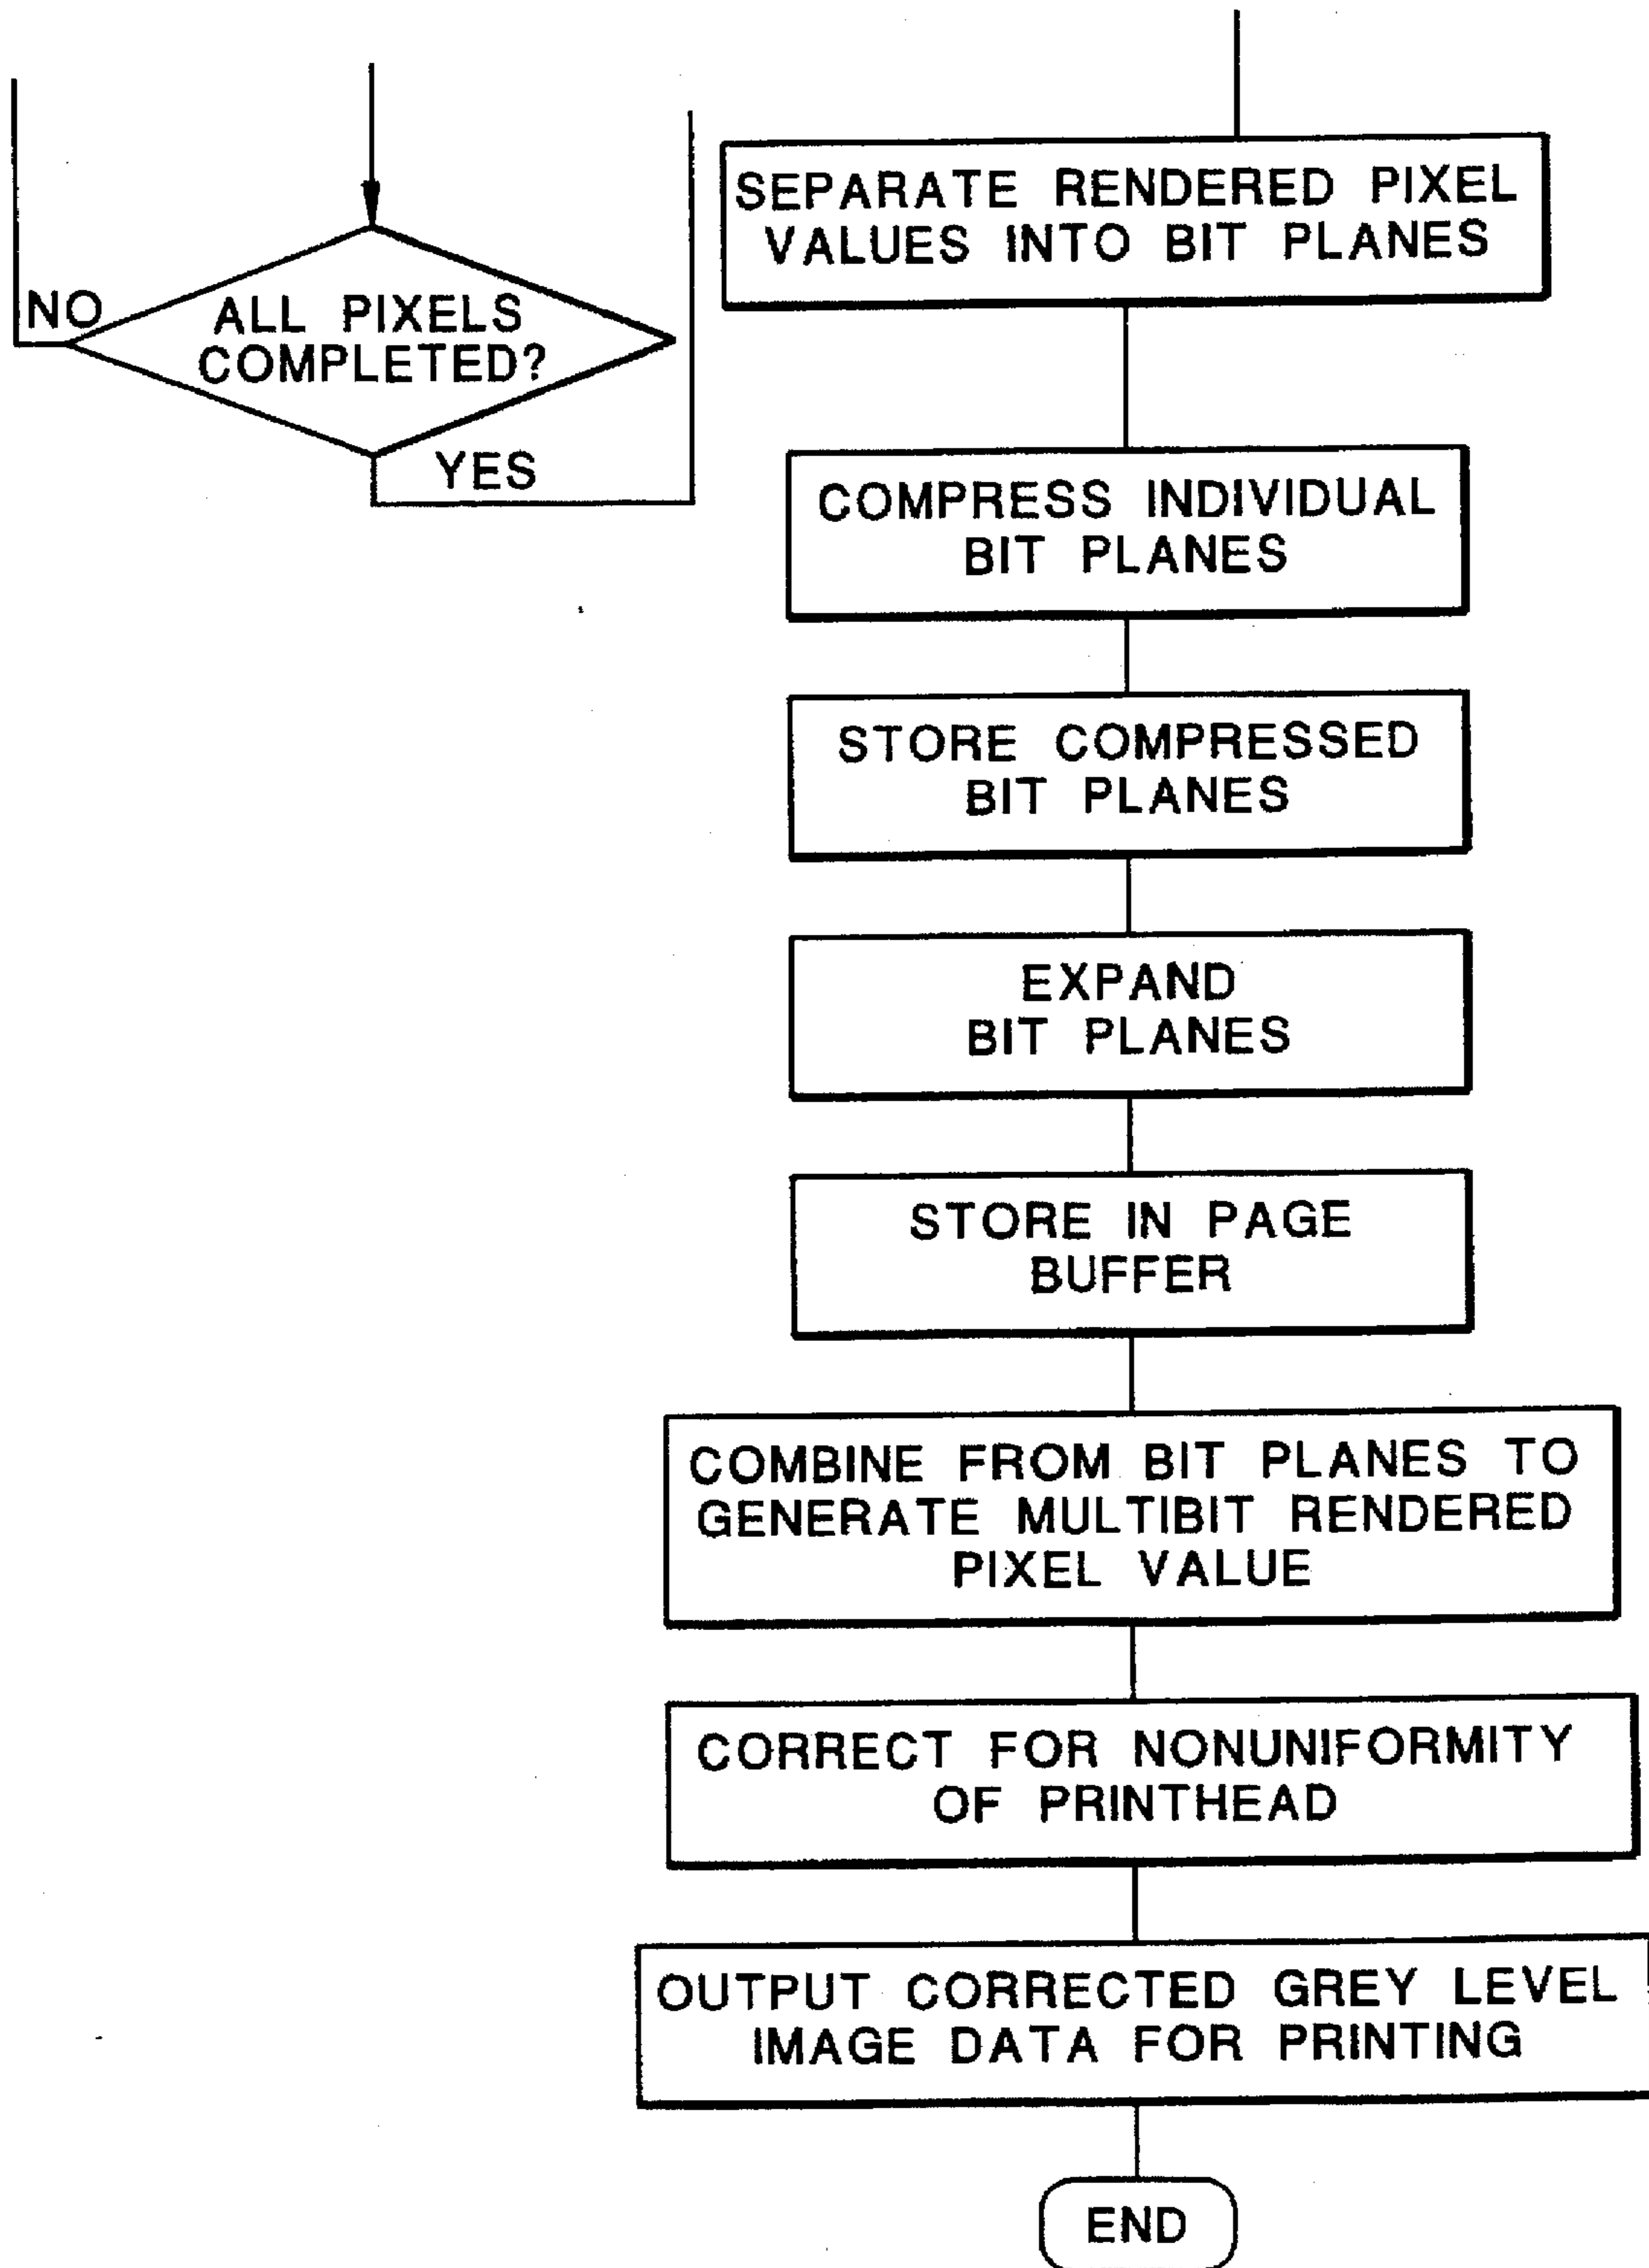 NO
ALL PIXELS
COMPLETED?
YES
SEPARATE RENDERED PIXEL
VALUES INTO BIT PLANES
COMPRESS INDIVIDUAL
BIT PLANES
STORE COMPRESSED
BIT PLANES
EXPAND
BIT PLANES
STORE IN PAGE
BUFFER
COMBINE FROM BIT PLANES TO
GENERATE MULTIBIT RENDERED
PIXEL VALUE
CORRECT FOR NONUNIFORMITY
OF PRINTHEAD
OUTPUT CORRECTED GREY LEVEL
IMAGE DATA FOR PRINTING
END